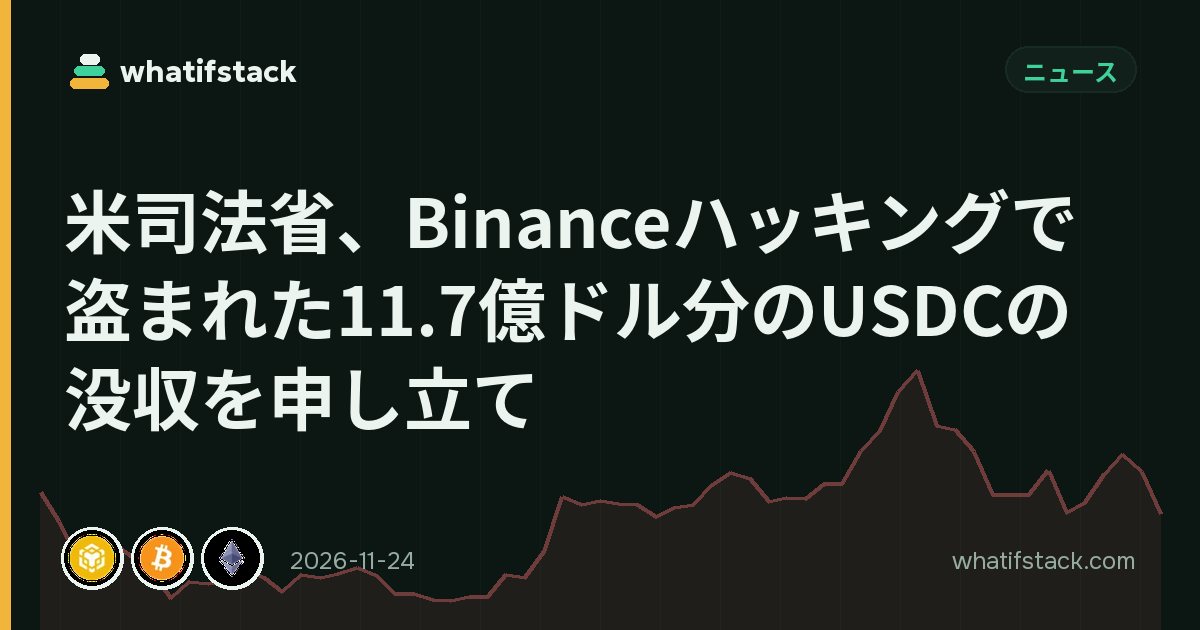 whatifstack
ニュース
米司法省、Binanceハッキングで
盗まれた11.7億ドル分のUSDCの
没収を申し立て
2026-11-24
whatifstack.com